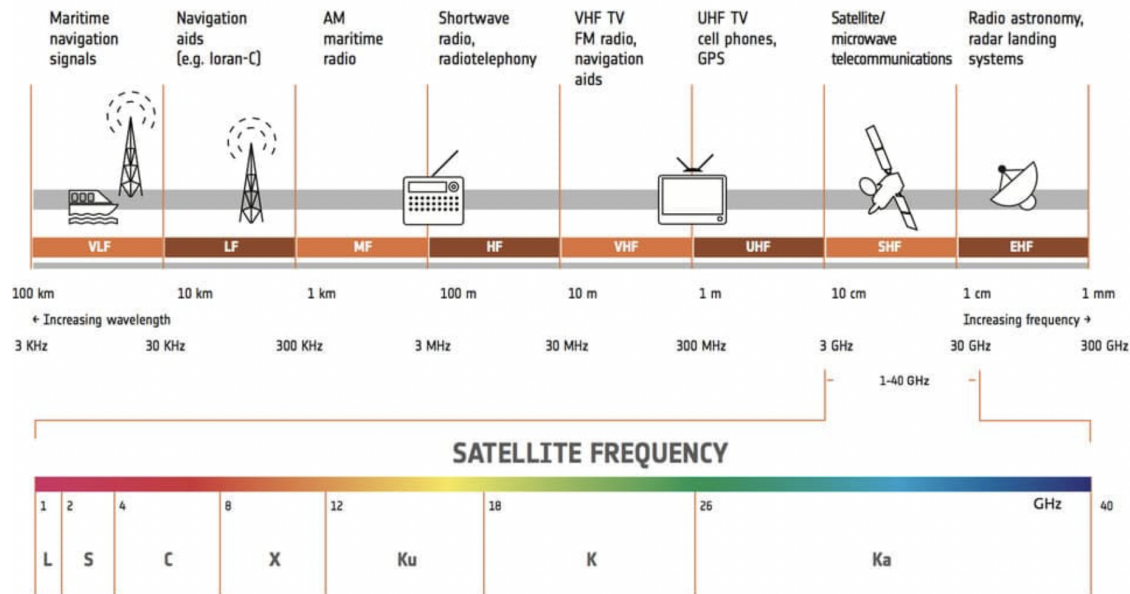 Maritime
navigation
signals
Navigation
aids
(e.g. loran-C)
AM
maritime
radio
Shortwave
radio,
radiotelephony
VHF TV
FM radio,
navigation
aids
UHF TV
cell phones,
GPS
Satellite/
microwave
telecommunications
Radio astronomy,
radar landing
systems
VLF LF MF HF VHF UHF SHF EHF
100 km 10 km 1 km 100 m 10 m 1 m 10 cm 1 cm 1 mm
← Increasing wavelength Increasing frequency →
3 KHz 30 KHz 300 KHz 3 MHz 30 MHz 300 MHz 3 GHz 30 GHz 300 GHz
1-40 GHz
SATELLITE FREQUENCY
1 2 4 8 12 18 26 GHz 40
L S C X Ku K Ka